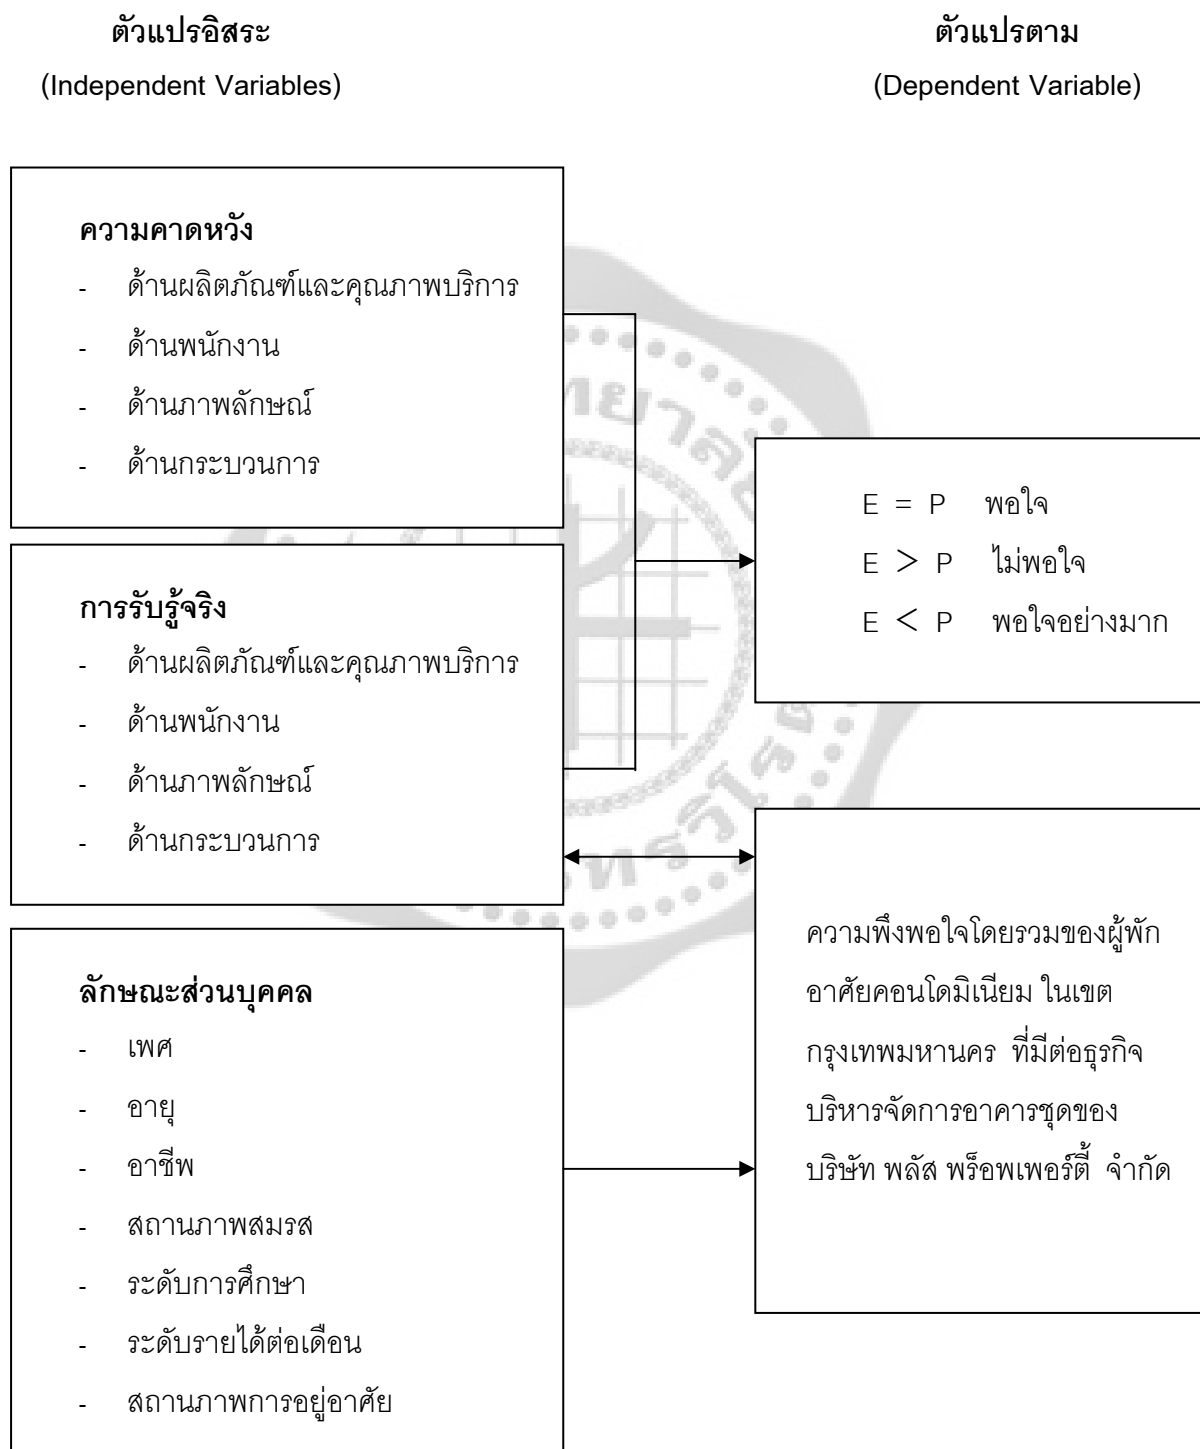 ตัวแปรอิสระ
(Independent Variables)
ตัวแปรตาม
(Dependent Variable)
ความคาดหวัง
- ด้านผลิตภัณฑ์และคุณภาพบริการ
- ด้านพนักงาน
- ด้านภาพลักษณ์
- ด้านกระบวนการ
การรับรู้จริง
- ด้านผลิตภัณฑ์และคุณภาพบริการ
- ด้านพนักงาน
- ด้านภาพลักษณ์
- ด้านกระบวนการ
ลักษณะส่วนบุคคล
- เพศ
- อายุ
- อาชีพ
- สถานภาพสมรส
- ระดับการศึกษา
- ระดับรายได้ต่อเดือน
- สถานภาพการอยู่อาศัย
E = P พอใจ
E > P ไม่พอใจ
E < P พอใจอย่างมาก
ความพึงพอใจโดยรวมของผู้พัก
อาศัยคอนโดมิเนียม ในเขต
กรุงเทพมหานคร ที่มีต่อธุรกิจ
บริหารจัดการอาคารชุดของ
บริษัท พลัส พร็อพเพอร์ตี้ จำกัด